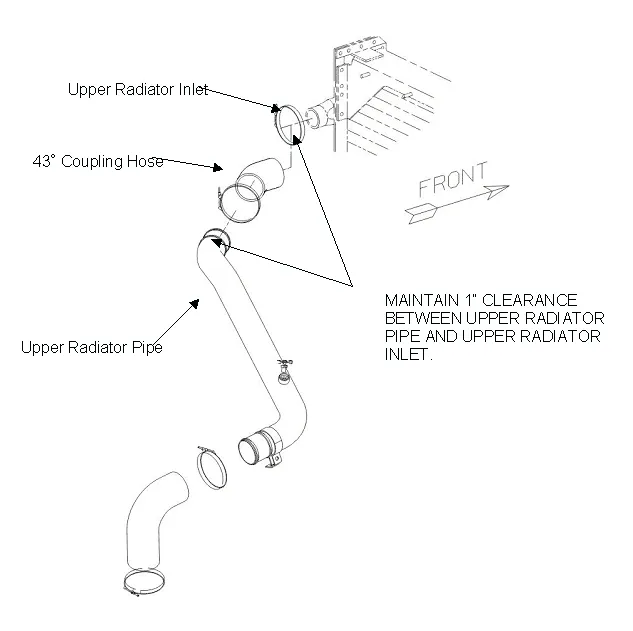 Upper Radiator Inlet
43° Coupling Hose
FRONT
MAINTAIN 1" CLEARANCE
BETWEEN UPPER RADIATOR
PIPE AND UPPER RADIATOR
INLET.
Upper Radiator Pipe